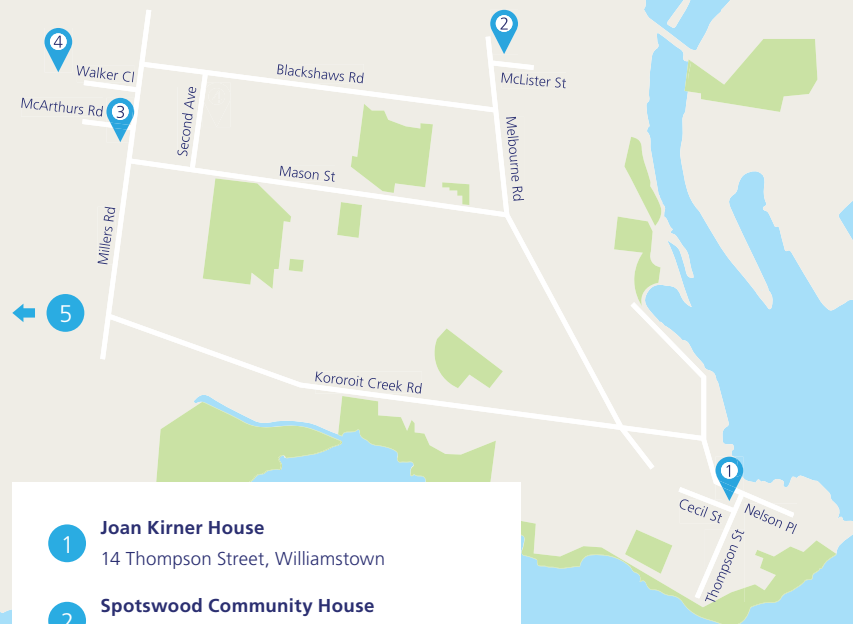 2
4
Walker Cl
Blackshaws Rd
McLister St
McArthurs Rd
3
Second Ave
Melbourne Rd
Mason St
Millers Rd
5
Kororoit Creek Rd
1
Cecil St
Nelson Pl
Thompson St
1
Joan Kirner House
14 Thompson Street, Williamstown
2
Spotswood Community House